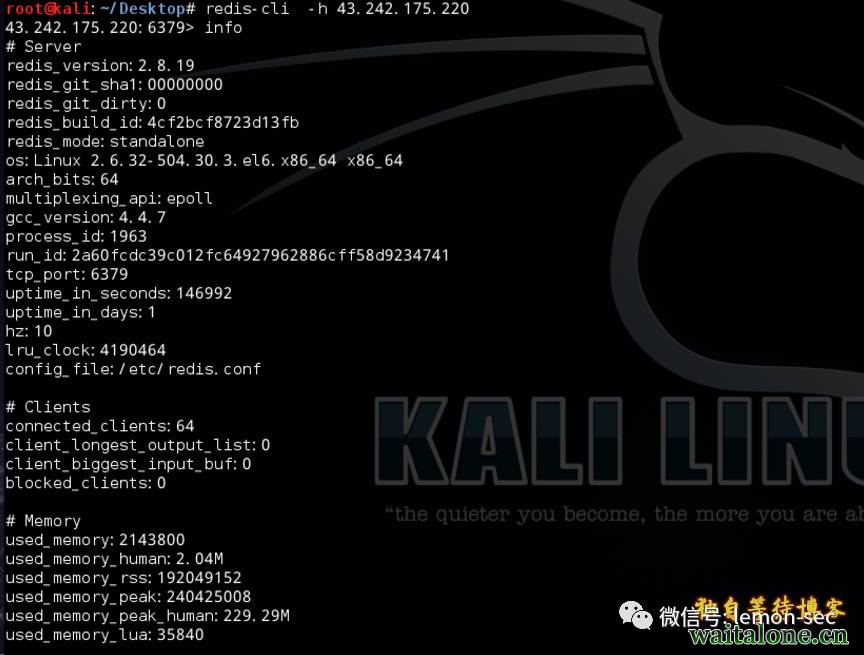 root@kali:~/Desktop# redis-cli -h 43.242.175.220
43.242.175.220:6379> info
# Server
redis_version:2.8.19
redis_git_sha1:00000000
redis_git_dirty:0
redis_build_id:4cf2bcf8723d13fb
redis_mode:standalone
os:Linux 2.6.32-504.30.3.el6.x86_64 x86_64
arch_bits:64
multiplexing_api:epoll
gcc_version:4.4.7
process_id:1963
run_id:2a60fcdc39c012fc64927962886cff58d9234741
tcp_port:6379
uptime_in_seconds:146992
uptime_in_days:1
hz:10
lru_clock:4190464
config_file:/etc/redis.conf
# Clients
connected_clients:64
client_longest_output_list:0
client_biggest_input_buf:0
blocked_clients:0
# Memory
used_memory:2143800
used_memory_human:2.04M
used_memory_rss:192049152
used_memory_peak:240425008
used_memory_peak_human:229.29M
used_memory_lua:35840
KALI LINU
“the quieter you become, the more you are ab
独自等待博客
微信号: lemon-sec
waitalone.cn